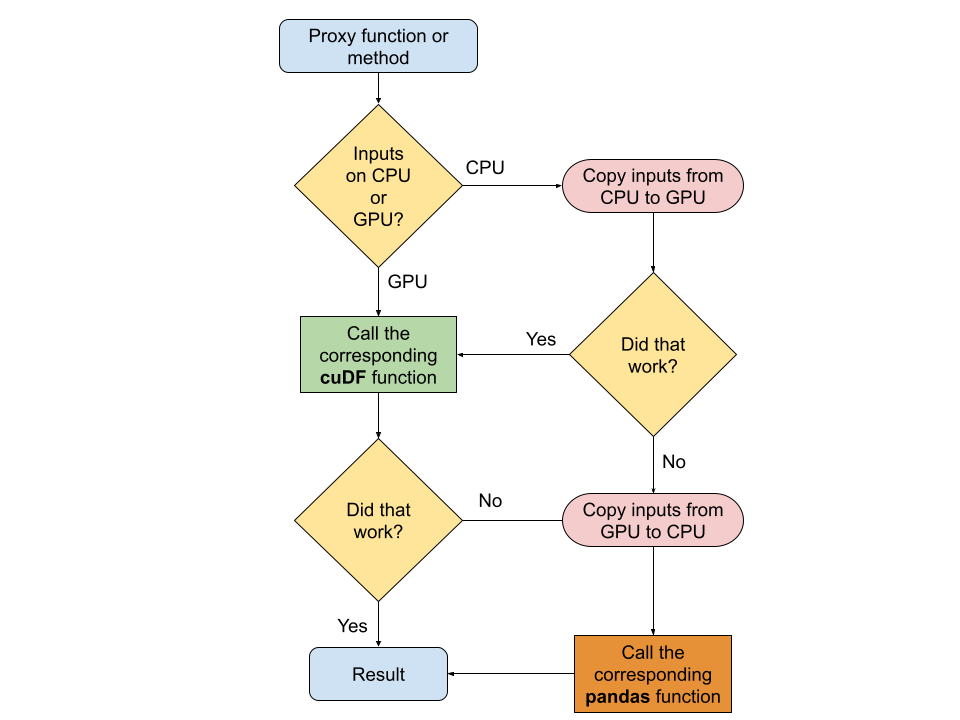 Proxy function or
method
Inputs
on CPU
or
GPU?
CPU
Copy inputs from
CPU to GPU
GPU
Call the
corresponding
cuDF function
Yes
Did that
work?
No
Did that
work?
No
Copy inputs from
GPU to CPU
Yes
Result
Call the
corresponding
pandas function